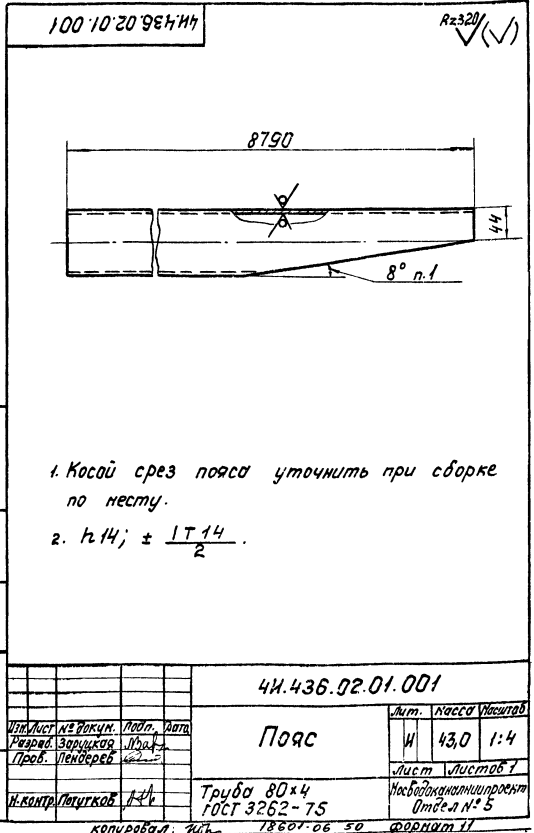 4И.436.02.01.001
Rz320 (√)
8790
44
8° п.1
1. Косой срез пояса уточнить при сборке
по месту.
2. h14; ± IT14/2.
4И.436.02.01.001
Изм. Лист № докум. Подп. Дата
Разраб. Заруцкая
Пров.
Н.контр.
Пояс
Лит. Масса Масштаб
И 43,0 1:4
Лист Листов 1
Труба 80×4
ГОСТ 3262-75
Мосводоканалниипроект
Отдел № 5
Копировал: 18601-06 50 Формат 11